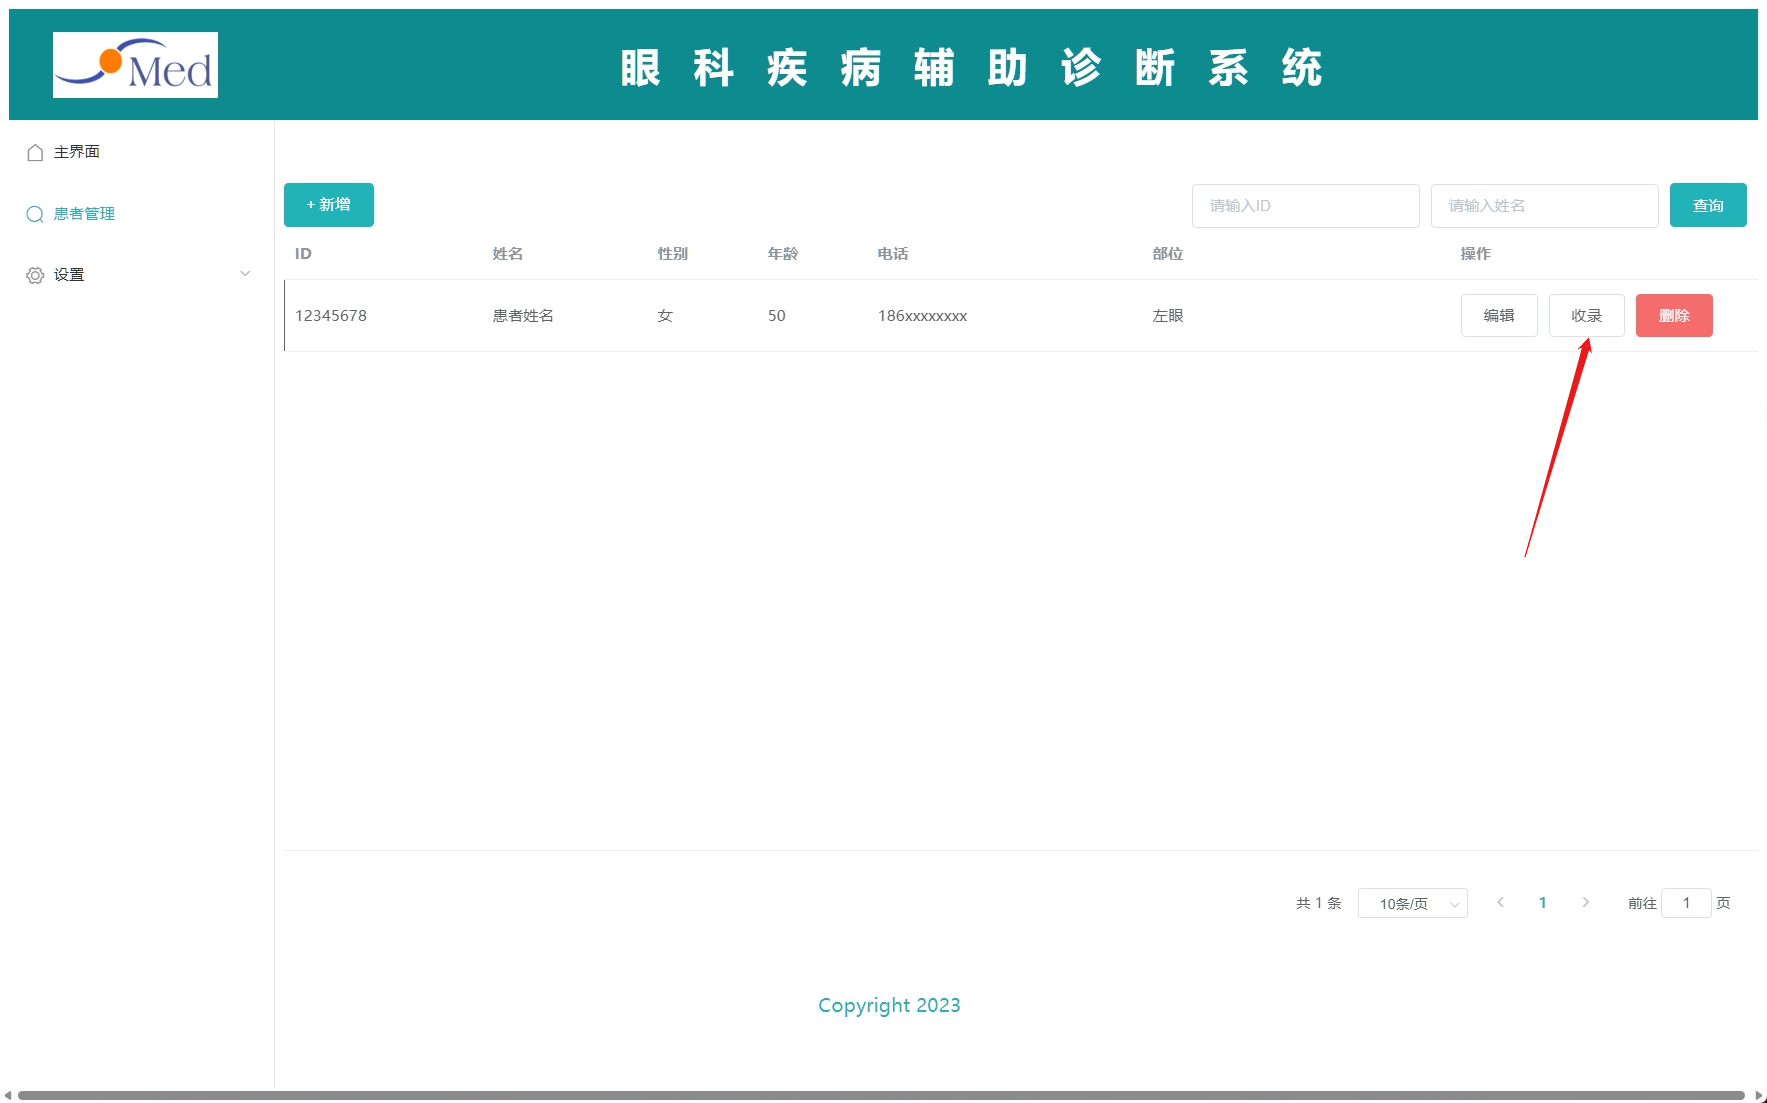 Med
眼科疾病辅助诊断系统
主界面
患者管理
设置
+ 新增
请输入ID
请输入姓名
查询
ID 姓名 性别 年龄 电话 部位 操作
12345678 患者姓名 女 50 186xxxxxxxx 左眼 编辑 收录 删除
共 1 条 10条/页 1 前往 1 页
Copyright 2023